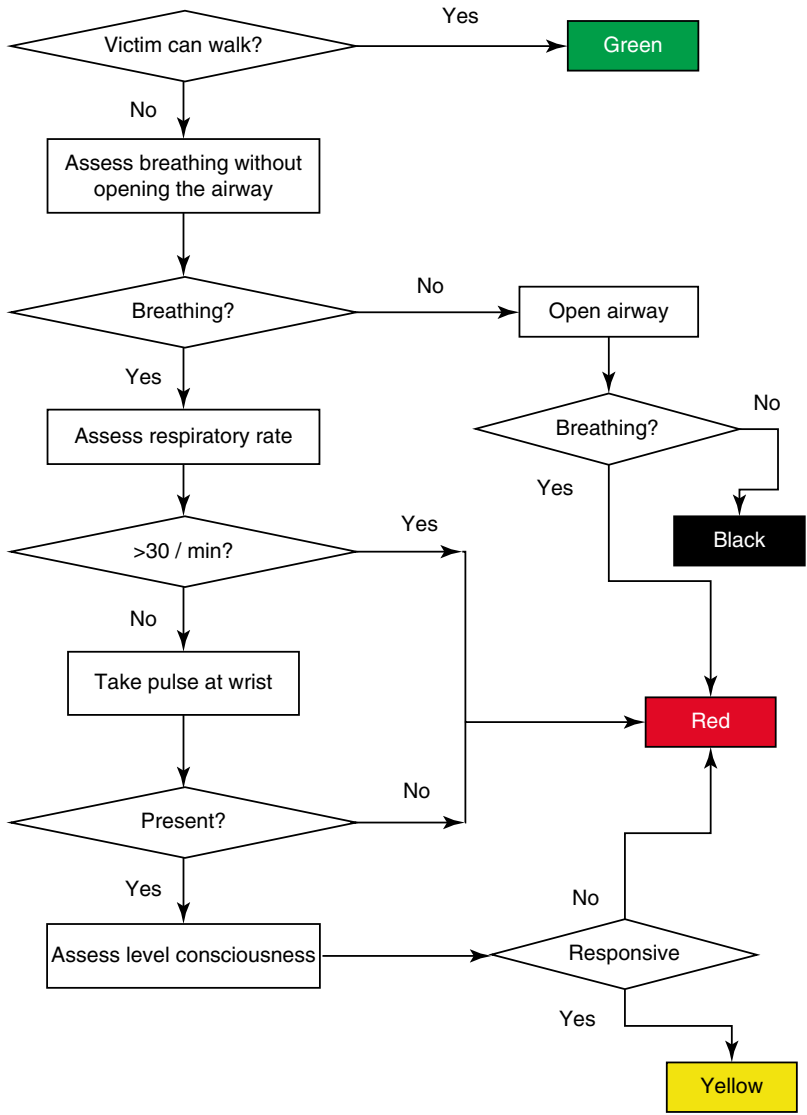 Victim can walk?
Yes
Green
No
Assess breathing without
opening the airway
Breathing?
No
Open airway
Yes
Assess respiratory rate
Breathing?
No
Yes
Black
>30 / min?
Yes
No
Take pulse at wrist
Red
Present?
No
Yes
Assess level consciousness
Responsive
No
Yes
Yellow